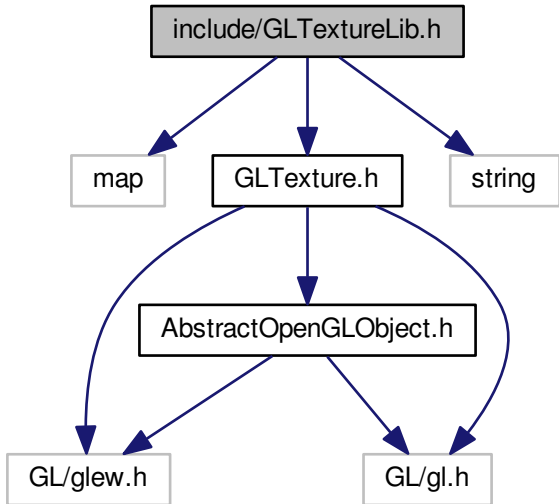 include/GLTextureLib.h
map
GLTexture.h
string
AbstractOpenGLObject.h
GL/glew.h
GL/gl.h